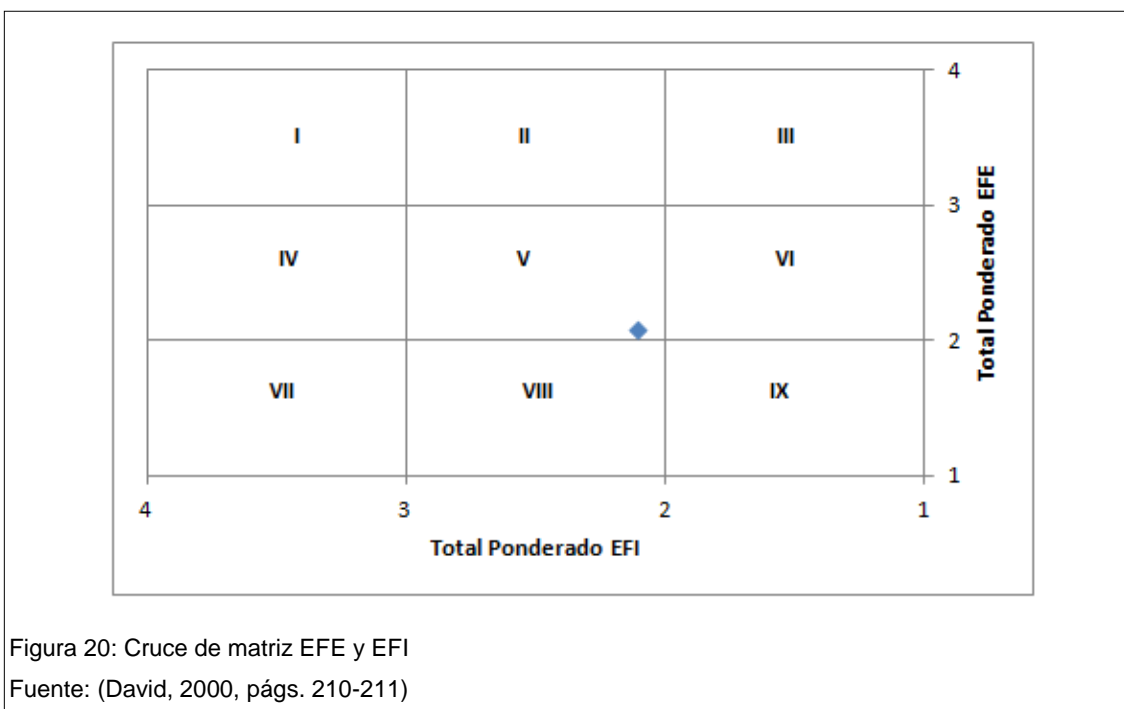 4
I II III
3
IV V VI
2
VII VIII IX
1
Total Ponderado EFE
4 3 2 1
Total Ponderado EFI
Figura 20: Cruce de matriz EFE y EFI
Fuente: (David, 2000, págs. 210-211)